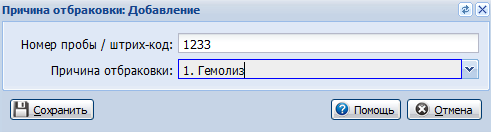 Причина отбраковки: Добавление
Номер пробы / штрих-код: 1233
Причина отбраковки: 1. Гемолиз
Сохранить Помощь Отмена